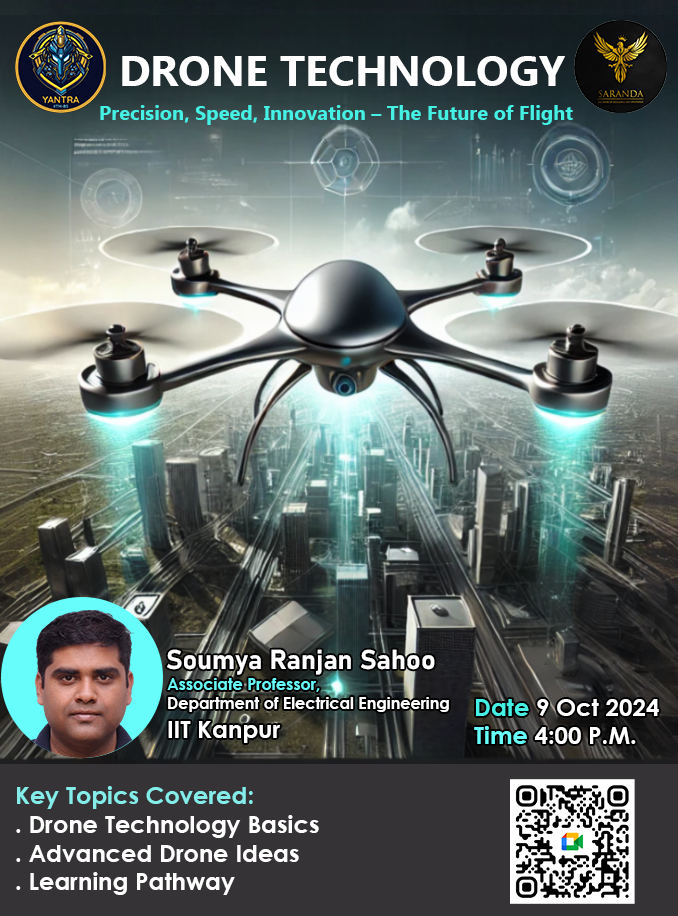 DRONE TECHNOLOGY
Precision, Speed, Innovation – The Future of Flight
YANTRA
SARANDA
Soumya Ranjan Sahoo
Associate Professor,
Department of Electrical Engineering
IIT Kanpur
Date 9 Oct 2024
Time 4:00 P.M.
Key Topics Covered:
. Drone Technology Basics
. Advanced Drone Ideas
. Learning Pathway